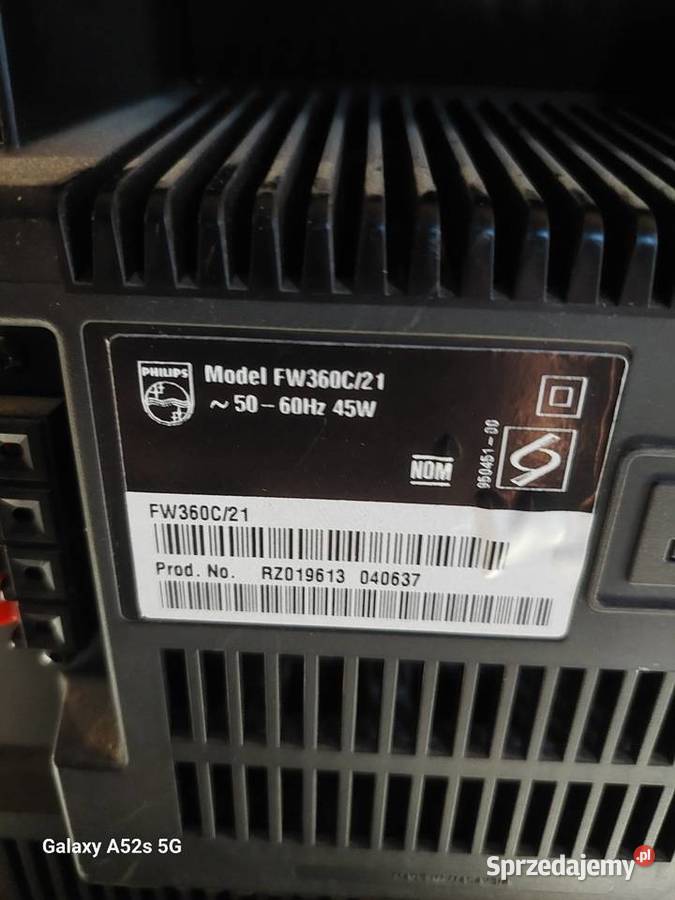 PHILIPS
Model FW360C/21
~ 50 – 60Hz 45W
NOM
950451-00
FW360C/21
Prod. No. RZ019613 040637
Galaxy A52s 5G
Sprzedajemy.pl